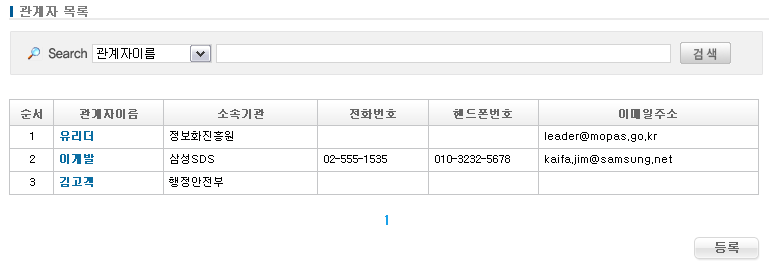 관계자 목록
Search 관계자이름 검색
순서 관계자이름 소속기관 전화번호 핸드폰번호 이메일주소
1 유리더 정보화진흥원 leader@mopas.go.kr
2 이개발 삼성SDS 02-555-1535 010-3232-5678 kaifa.jim@samsung.net
3 김고객 행정안전부
1
등록